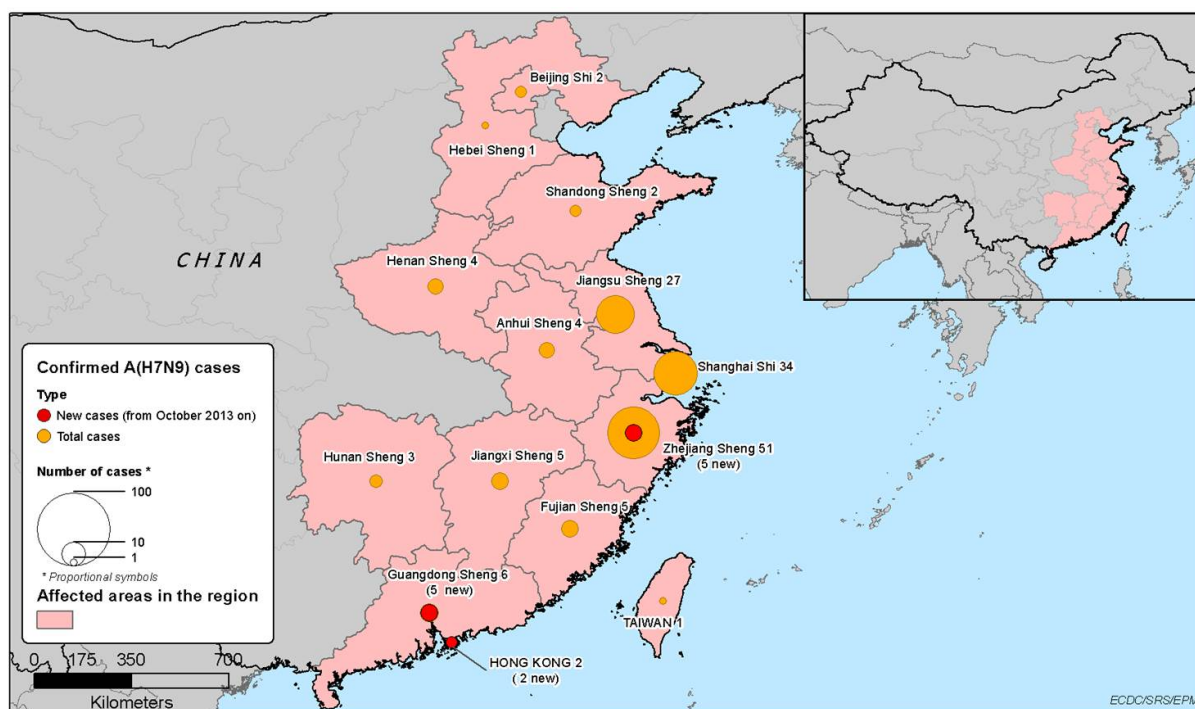 Beijing Shi 2
Hebei Sheng 1
Shandong Sheng 2
CHINA
Henan Sheng 4
Jiangsu Sheng 27
Anhui Sheng 4
Shanghai Shi 34
Zhejiang Sheng 51
(5 new)
Hunan Sheng 3
Jiangxi Sheng 5
Fujian Sheng 5
Guangdong Sheng 6
(5 new)
TAIWAN 1
HONG KONG 2
( 2 new)
Confirmed A(H7N9) cases
Type
New cases (from October 2013 on)
Total cases
Number of cases *
100
10
1
* Proportional symbols
Affected areas in the region
0 175 350 700
Kilometers
ECDC/SRS/EPM